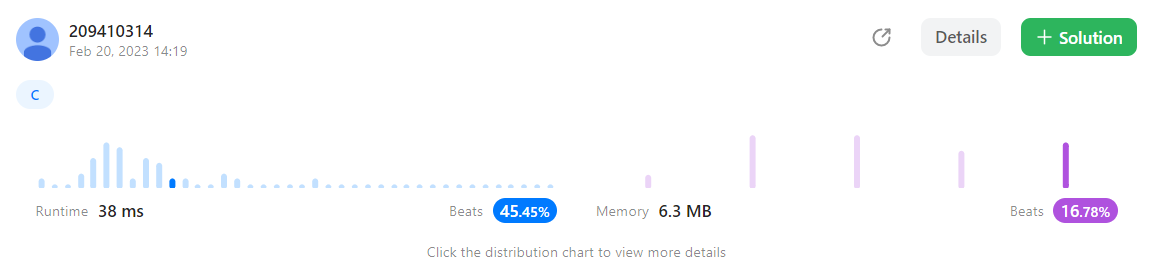 209410314
Feb 20, 2023 14:19
Details
+ Solution
C
Runtime 38 ms
Beats 45.45%
Memory 6.3 MB
Beats 16.78%
Click the distribution chart to view more details